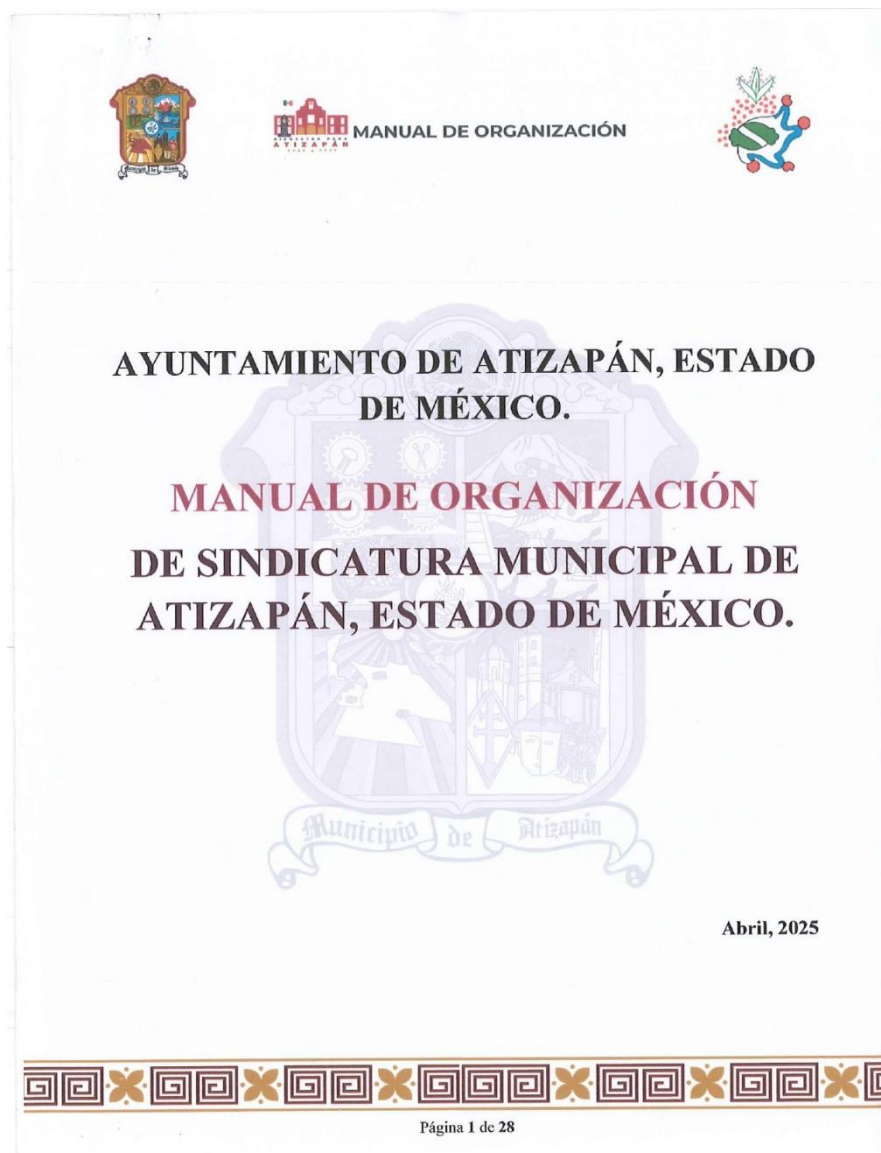 MANUAL DE ORGANIZACIÓN
ATIZAPÁN
AYUNTAMIENTO DE ATIZAPÁN, ESTADO
DE MÉXICO.
MANUAL DE ORGANIZACIÓN
DE SINDICATURA MUNICIPAL DE
ATIZAPÁN, ESTADO DE MÉXICO.
Municipio de Atizapán
Abril, 2025
Página 1 de 28